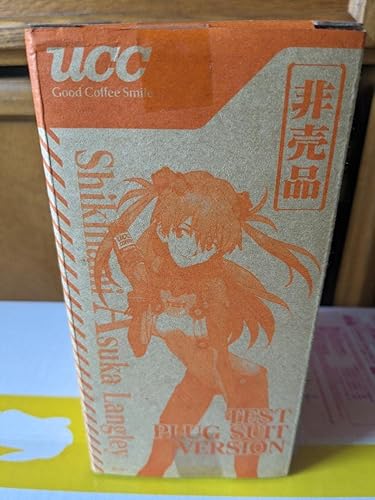 ucc
Good Coffee Smile
非売品
Shikinami Asuka Langley
TEST
PLUG SUIT
VERSION